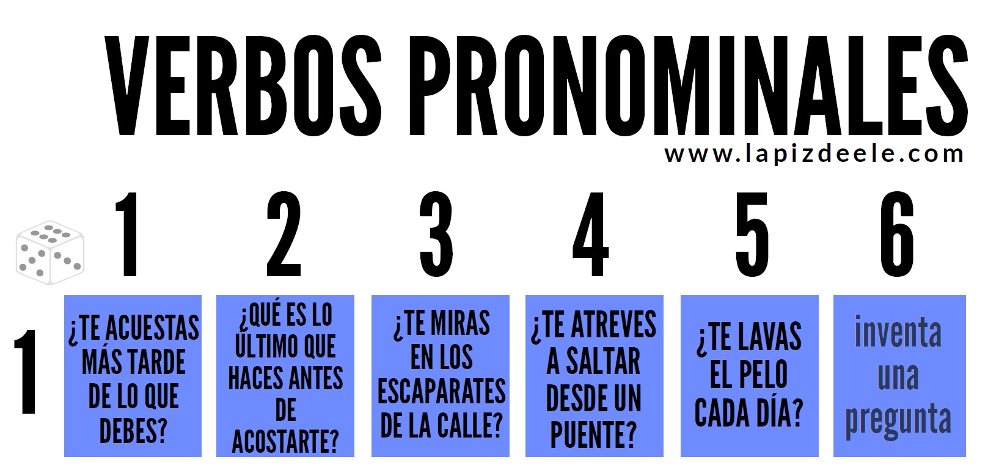 VERBOS PRONOMINALES
www.lapizdeele.com
1 2 3 4 5 6
1
¿TE ACUESTAS
MÁS TARDE
DE LO QUE
DEBES?
¿QUÉ ES LO
ÚLTIMO QUE
HACES ANTES
DE
ACOSTARTE?
¿TE MIRAS
EN LOS
ESCAPARATES
DE LA CALLE?
¿TE ATREVES
A SALTAR
DESDE UN
PUENTE?
¿TE LAVAS
EL PELO
CADA DÍA?
inventa
una
pregunta